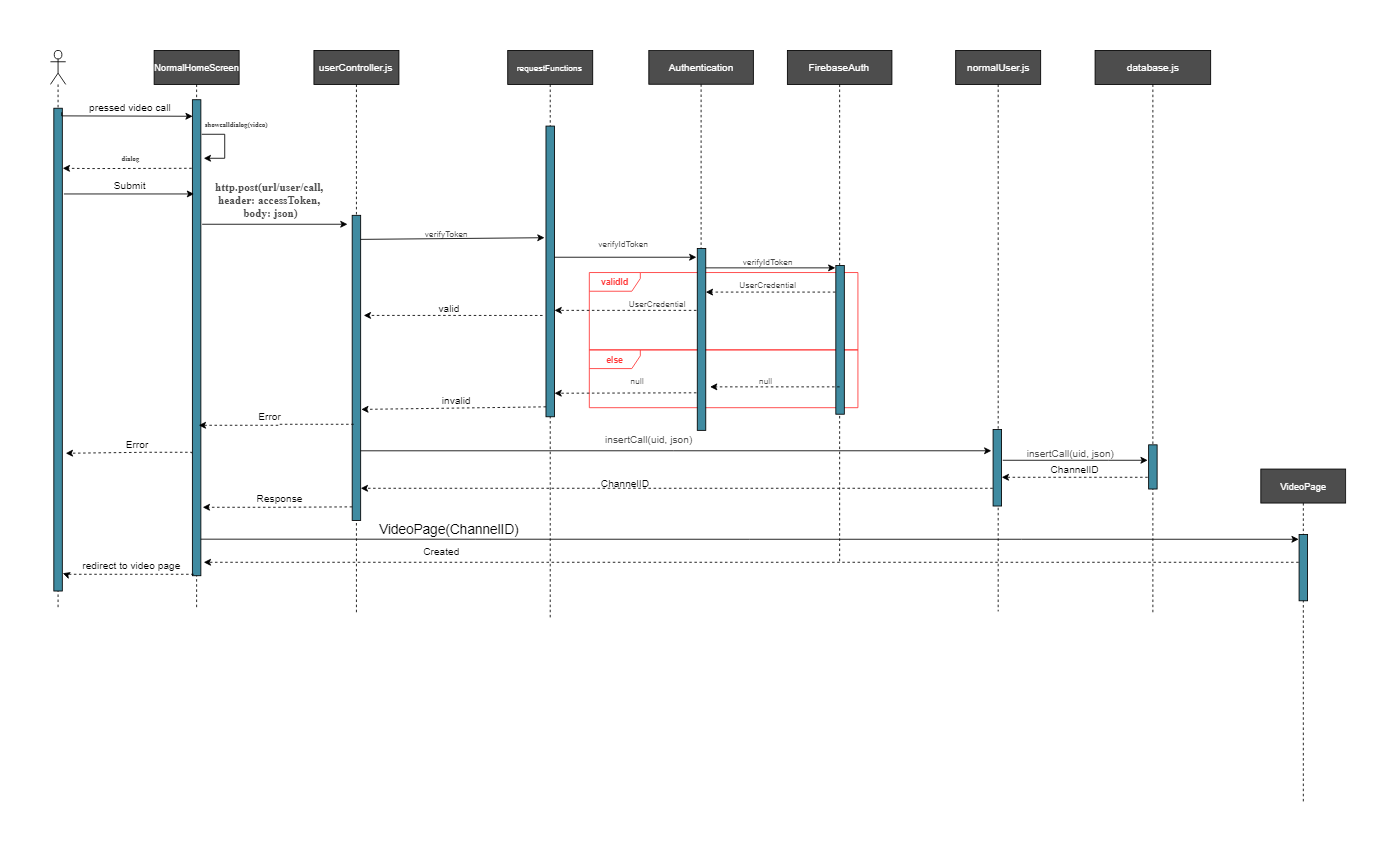 NormalHomeScreen
userController.js
requestFunctions
Authentication
FirebaseAuth
normalUser.js
database.js
pressed video call
showcalldialog(video)
dialog
Submit
http.post(url/user/call,
header: accessToken,
body: json)
verifyToken
verifyIdToken
verifyIdToken
validId
UserCredential
UserCredential
valid
else
null
null
invalid
Error
Error
insertCall(uid, json)
insertCall(uid, json)
ChannelID
ChannelID
VideoPage
Response
VideoPage(ChannelID)
Created
redirect to video page